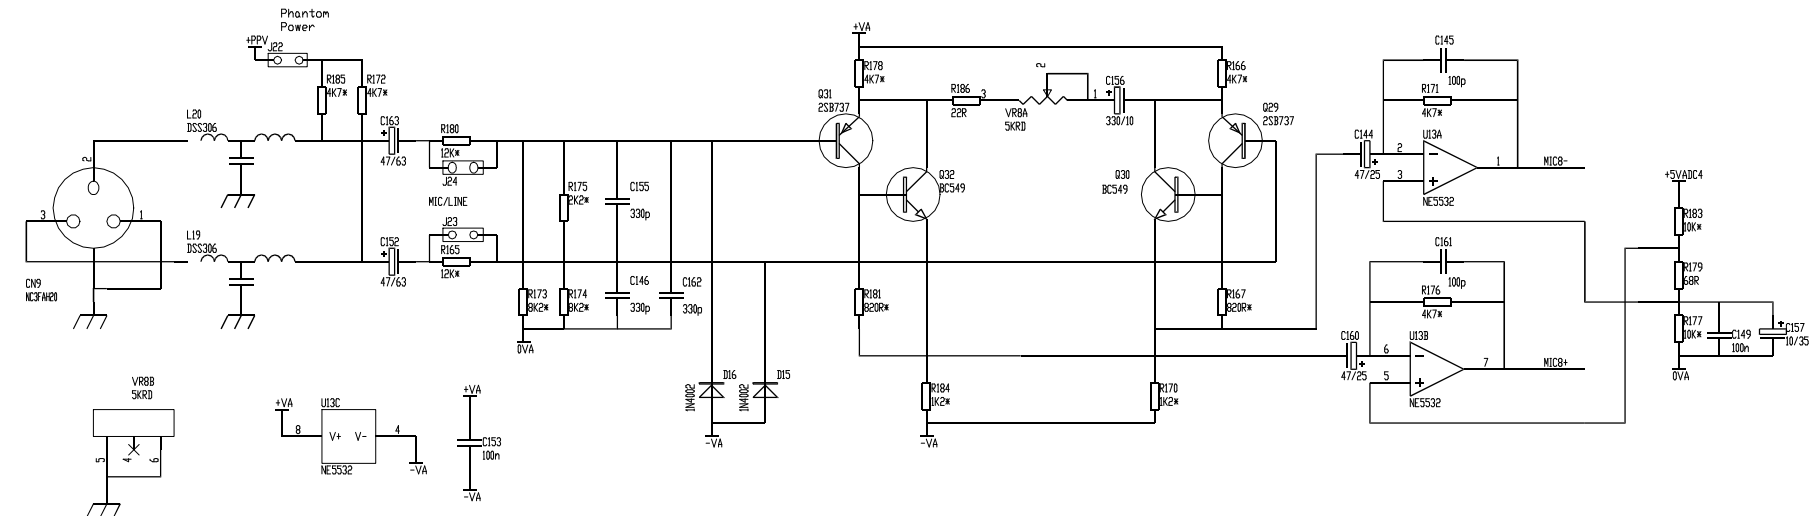 Phantom
Power
+PPV
J22
R185
4K7*
R172
4K7*
L20
DSS306
C163
+
47/63
R180
12K*
J24
MIC/LINE
J23
R165
12K*
2
3
1
CN9
NC3FAH20
L19
DSS306
C152
+
47/63
R175
2K2*
C155
330p
R173
8K2*
R174
8K2*
C146
330p
C162
330p
0VA
D16
1N4002
D15
1N4002
-VA
+VA
R178
4K7*
Q31
2SB737
Q32
BC549
R186
22R
3
2
1
VR8A
5KRD
C156
+
330/10
R166
4K7*
Q29
2SB737
Q30
BC549
R181
820R*
R167
820R*
R184
1K2*
R170
1K2*
-VA
C145
100p
R171
4K7*
C144
+
47/25
U13A
2
-
3
+
1
NE5532
MIC8-
C161
100p
R176
4K7*
C160
+
47/25
U13B
6
-
5
+
7
NE5532
MIC8+
+5VADC4
R183
10K*
R179
68R
R177
10K*
C149
100n
C157
+
10/35
0VA
VR8B
5KRD
5
4
6
+VA
8
U13C
V+
V-
4
NE5532
-VA
+VA
C153
100n
-VA